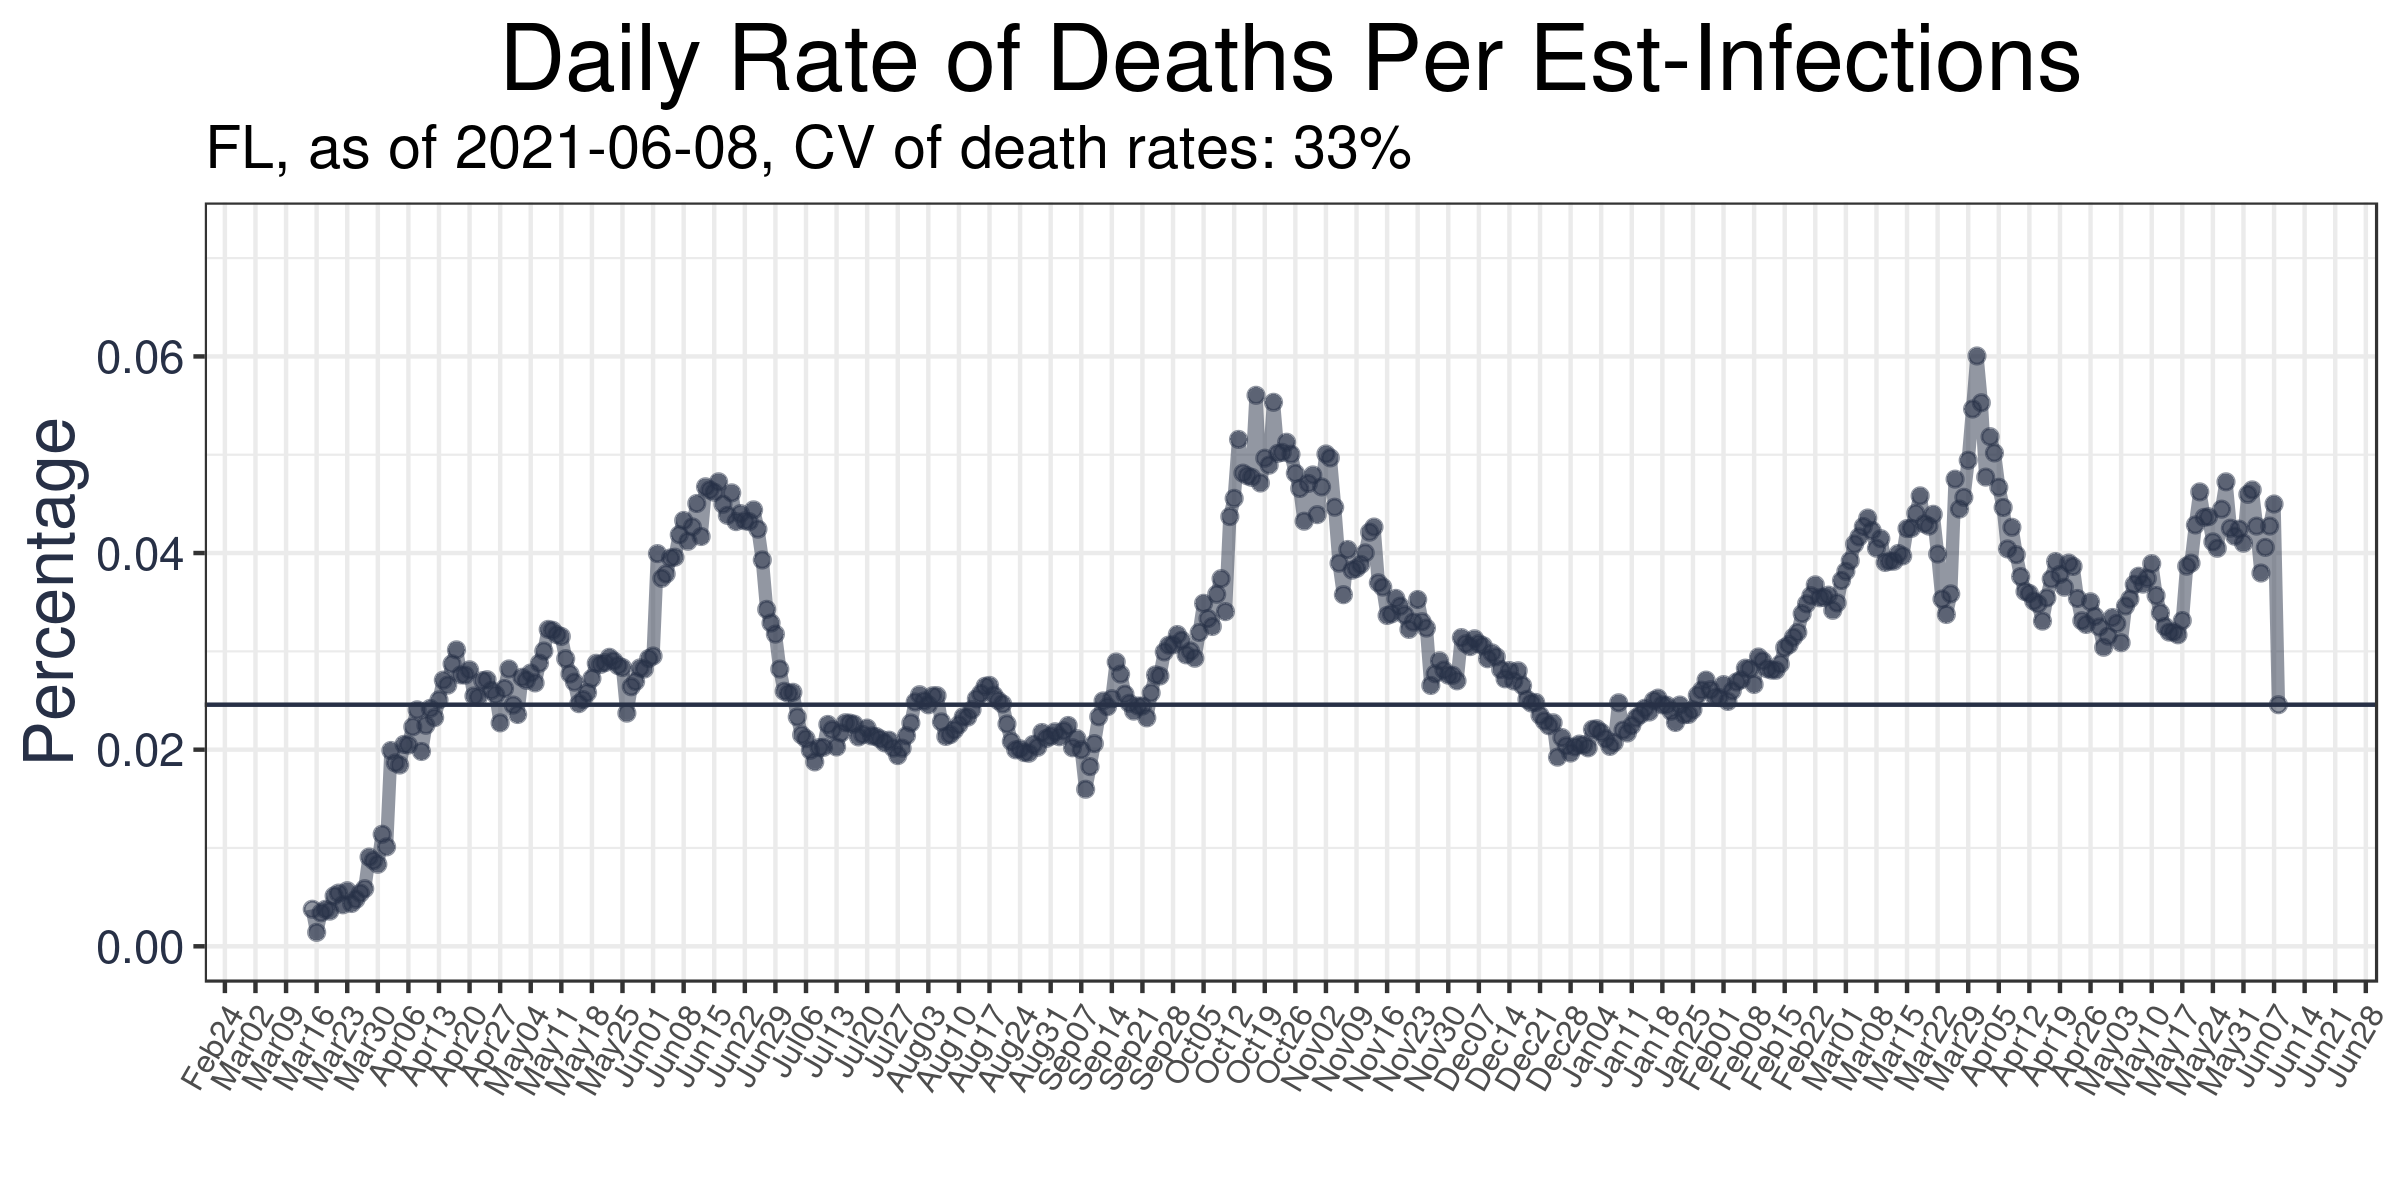 Daily Rate of Deaths Per Est-Infections
FL, as of 2021-06-08, CV of death rates: 33%
Percentage
0.06
0.04
0.02
0.00
Feb24
Mar02
Mar09
Mar16
Mar23
Mar30
Apr06
Apr13
Apr20
Apr27
May04
May11
May18
May25
Jun01
Jun08
Jun15
Jun22
Jun29
Jul06
Jul13
Jul20
Jul27
Aug03
Aug10
Aug17
Aug24
Aug31
Sep07
Sep14
Sep21
Sep28
Oct05
Oct12
Oct19
Oct26
Nov02
Nov09
Nov16
Nov23
Nov30
Dec07
Dec14
Dec21
Dec28
Jan04
Jan11
Jan18
Jan25
Feb01
Feb08
Feb15
Feb22
Mar01
Mar08
Mar15
Mar22
Mar29
Apr05
Apr12
Apr19
Apr26
May03
May10
May17
May24
May31
Jun07
Jun14
Jun21
Jun28